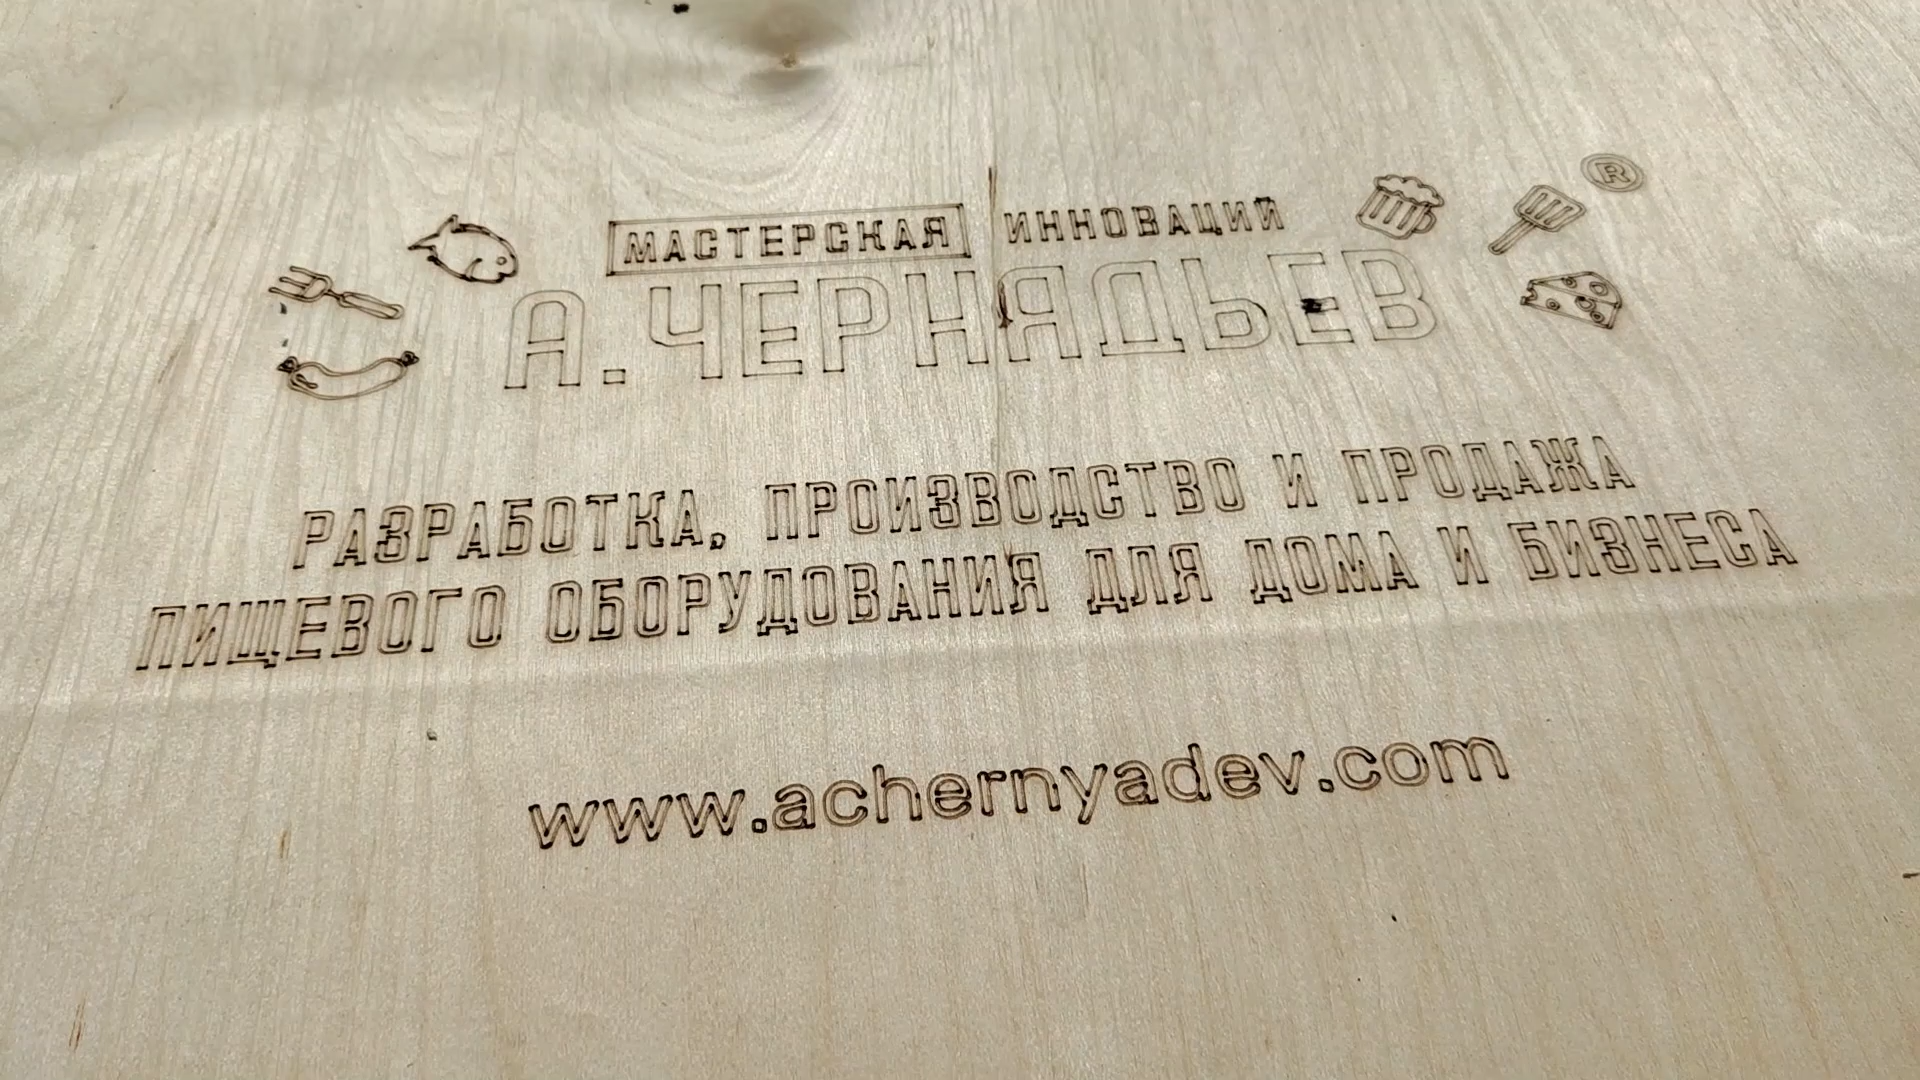 МАСТЕРСКАЯ ИННОВАЦИЙ ®
А. ЧЕРНЯДЬЕВ
РАЗРАБОТКА, ПРОИЗВОДСТВО И ПРОДАЖА
ПИЩЕВОГО ОБОРУДОВАНИЯ ДЛЯ ДОМА И БИЗНЕСА
www.achernyadev.com